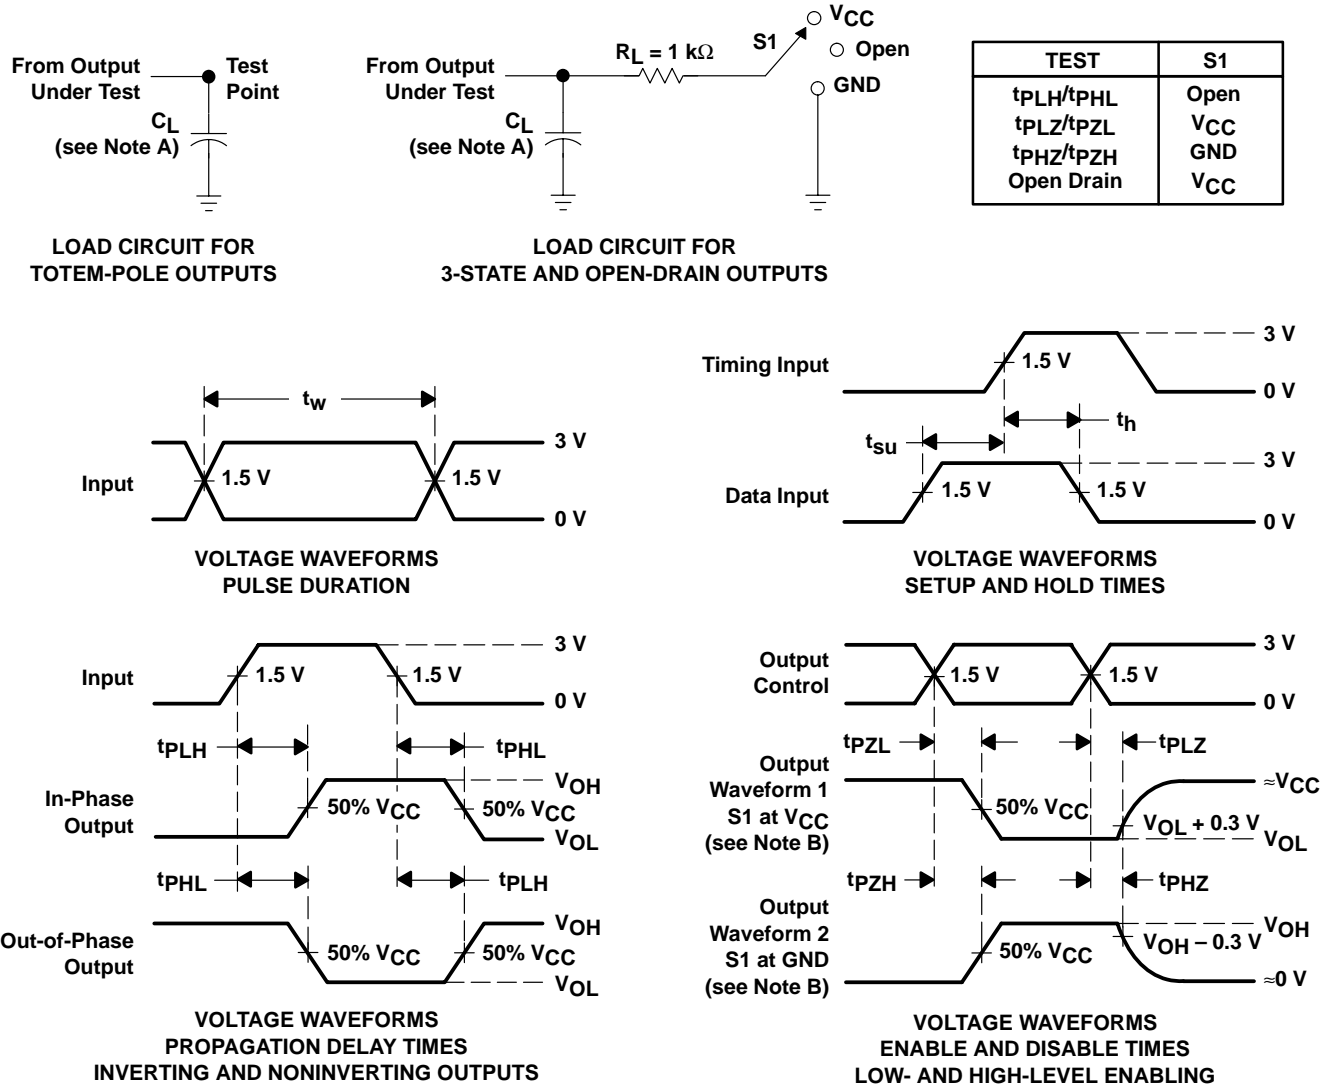 From Output
Under Test
Test
Point
CL
(see Note A)
LOAD CIRCUIT FOR
TOTEM-POLE OUTPUTS
From Output
Under Test
CL
(see Note A)
RL = 1 kΩ
S1
VCC
Open
GND
LOAD CIRCUIT FOR
3-STATE AND OPEN-DRAIN OUTPUTS
TEST S1
tPLH/tPHL Open
tPLZ/tPZL VCC
tPHZ/tPZH GND
Open Drain VCC
tw
Input
1.5 V
1.5 V
3 V
0 V
VOLTAGE WAVEFORMS
PULSE DURATION
Timing Input
1.5 V
3 V
0 V
th
tsu
Data Input
1.5 V
1.5 V
3 V
0 V
VOLTAGE WAVEFORMS
SETUP AND HOLD TIMES
Input
1.5 V
1.5 V
3 V
0 V
tPLH
tPHL
In-Phase
Output
50% VCC
50% VCC
VOH
VOL
tPHL
tPLH
Out-of-Phase
Output
50% VCC
50% VCC
VOH
VOL
VOLTAGE WAVEFORMS
PROPAGATION DELAY TIMES
INVERTING AND NONINVERTING OUTPUTS
Output
Control
1.5 V
1.5 V
3 V
0 V
tPZL
tPLZ
Output
Waveform 1
S1 at VCC
(see Note B)
50% VCC
VOL + 0.3 V
≈VCC
VOL
tPZH
tPHZ
Output
Waveform 2
S1 at GND
(see Note B)
50% VCC
VOH − 0.3 V
VOH
≈0 V
VOLTAGE WAVEFORMS
ENABLE AND DISABLE TIMES
LOW- AND HIGH-LEVEL ENABLING